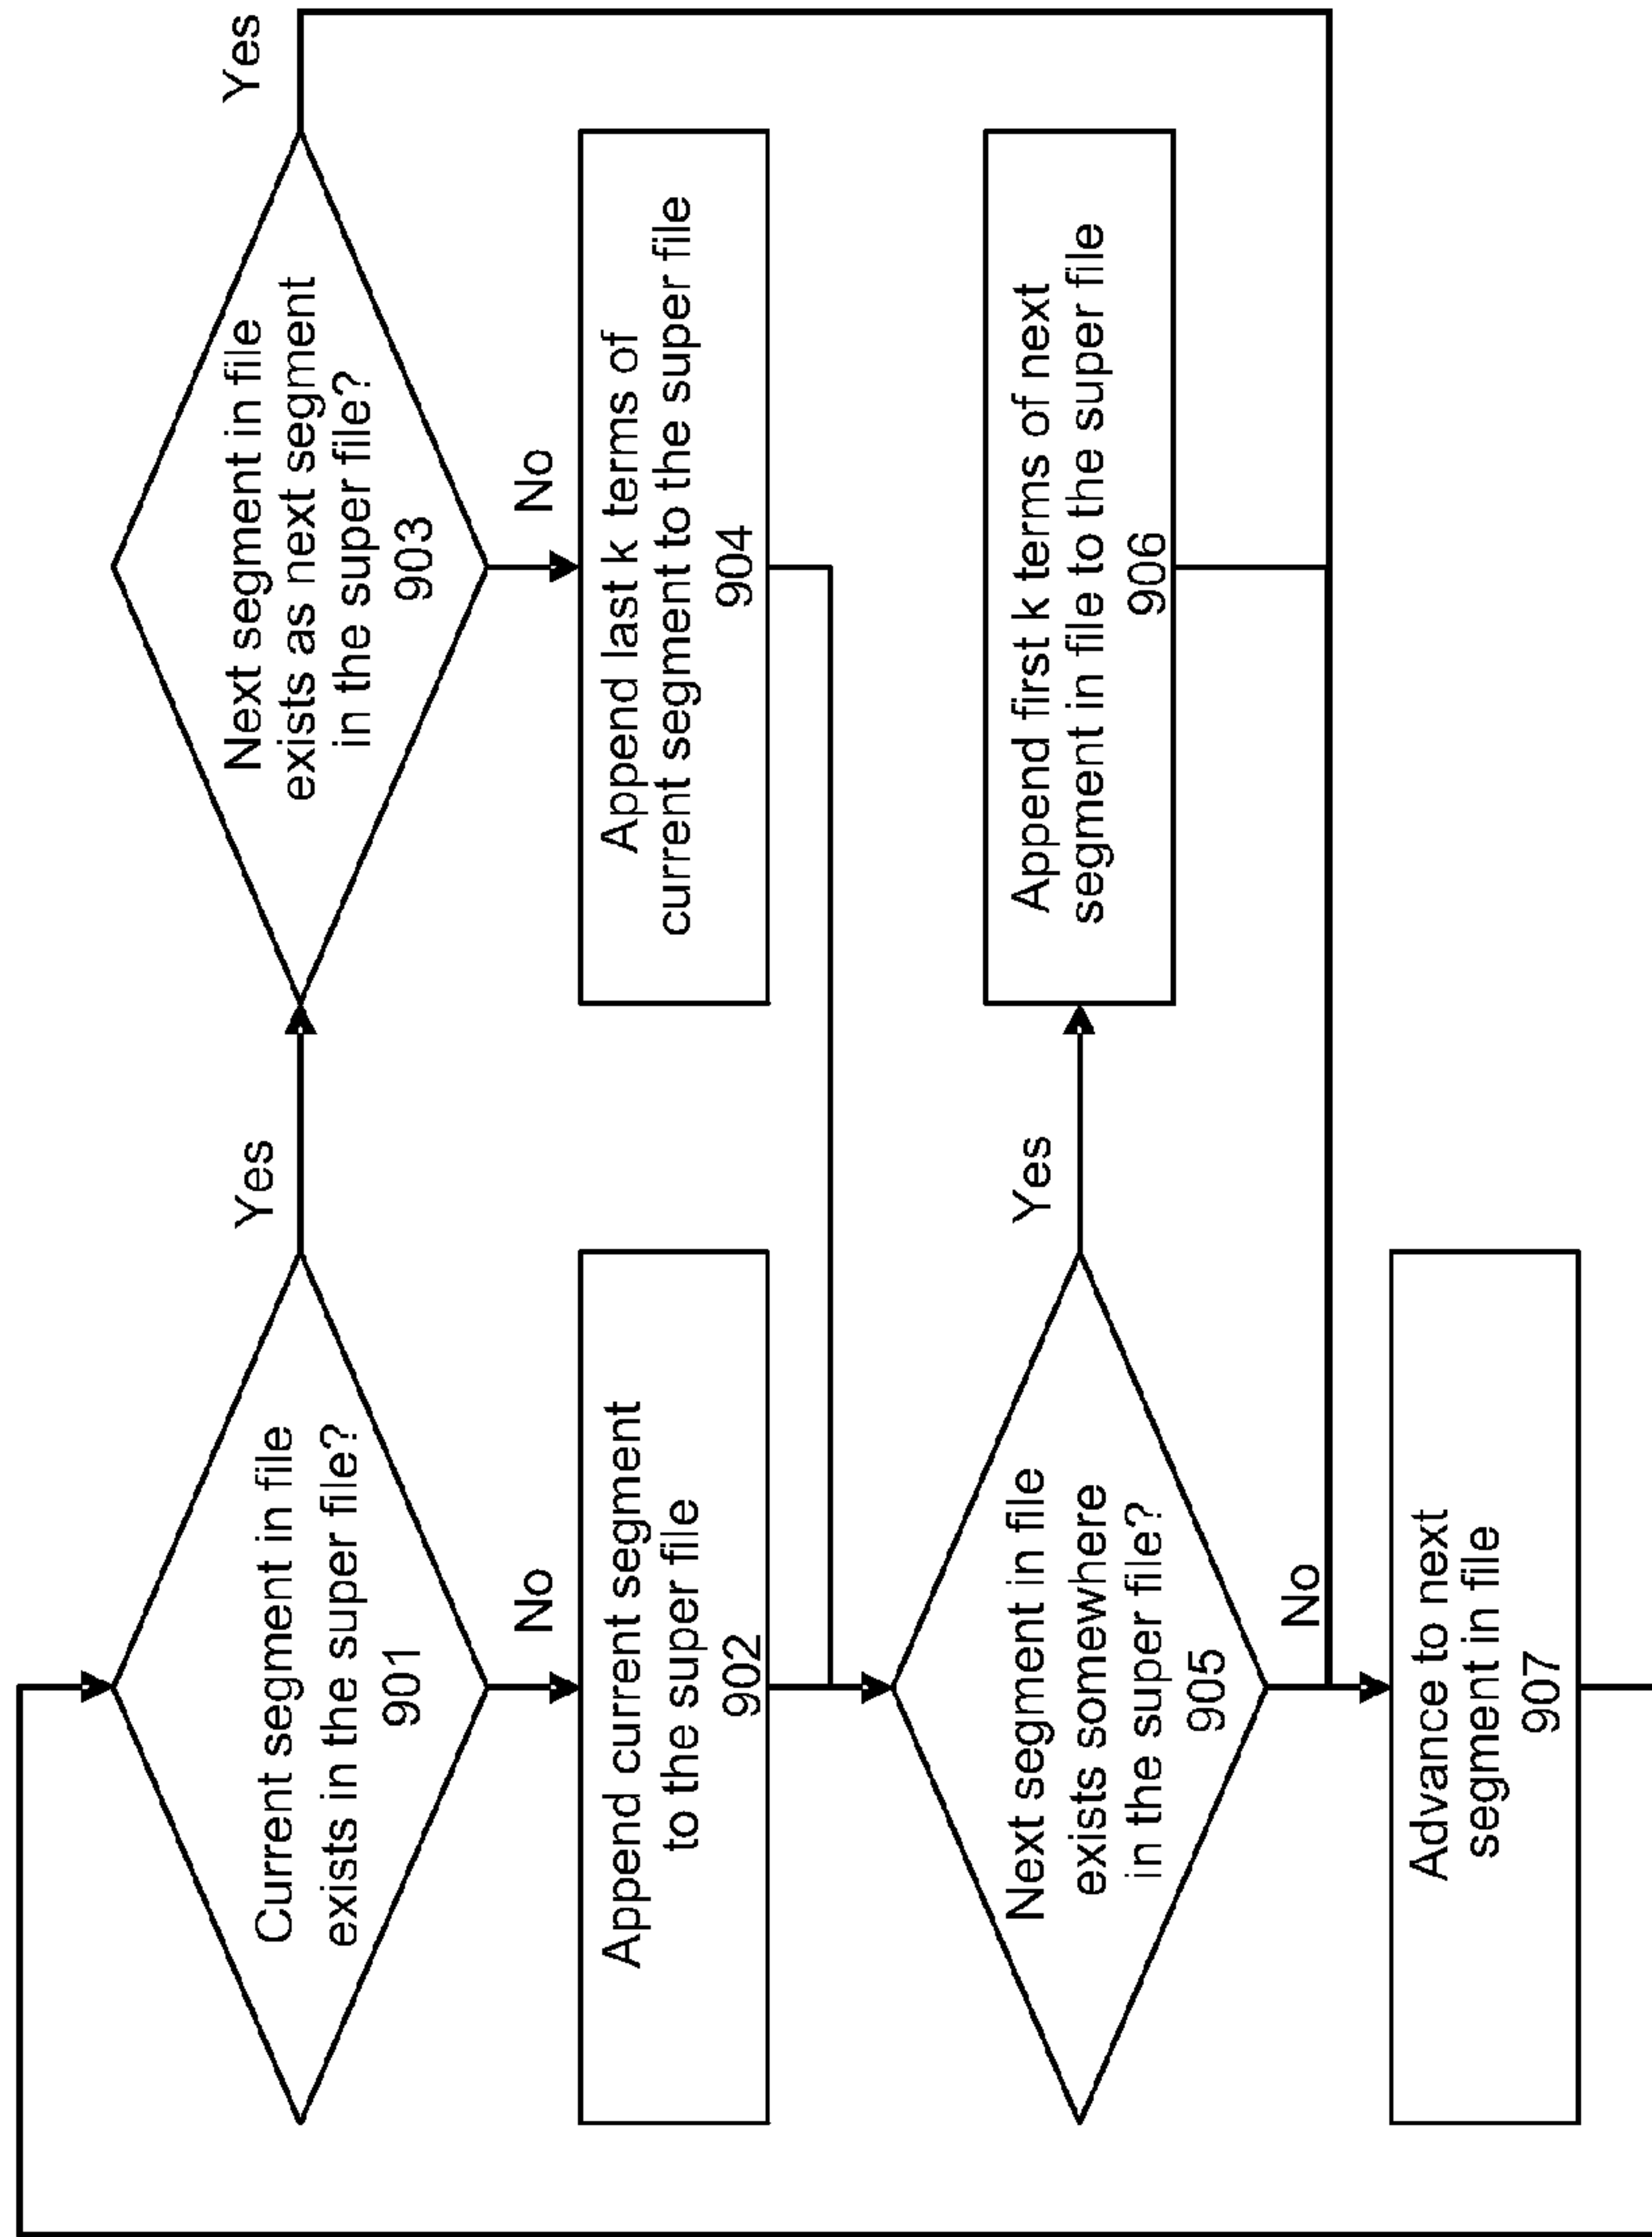 Current segment in file
exists in the super file?
901
Yes
No
Next segment in file
exists as next segment
in the super file?
903
Yes
No
Append current segment
to the super file
902
Append last k terms of
current segment to the super file
904
Next segment in file
exists somewhere
in the super file?
905
Yes
No
Append first k terms of next
segment in file to the super file
906
Advance to next
segment in file
907